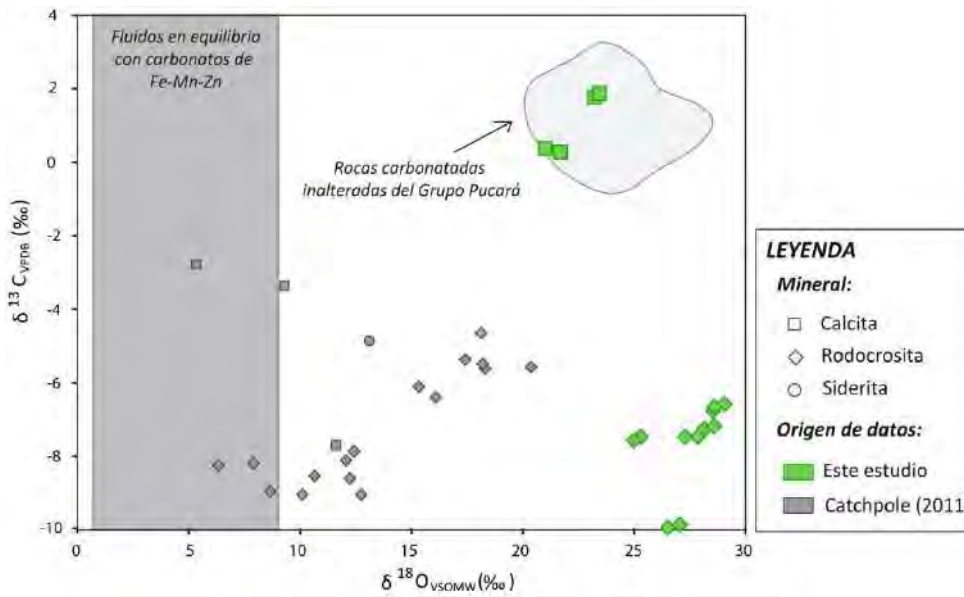 4
2
0
-2
-4
-6
-8
-10
δ 13 C VPDB (‰)
Fluidos en equilibrio
con carbonatos de
Fe-Mn-Zn
Rocas carbonatadas
inalteradas del Grupo Pucará
0 5 10 15 20 25 30
δ 18 O VSOMW (‰)
LEYENDA
Mineral:
Calcita
Rodocrosita
Siderita
Origen de datos:
Este estudio
Catchpole (2011